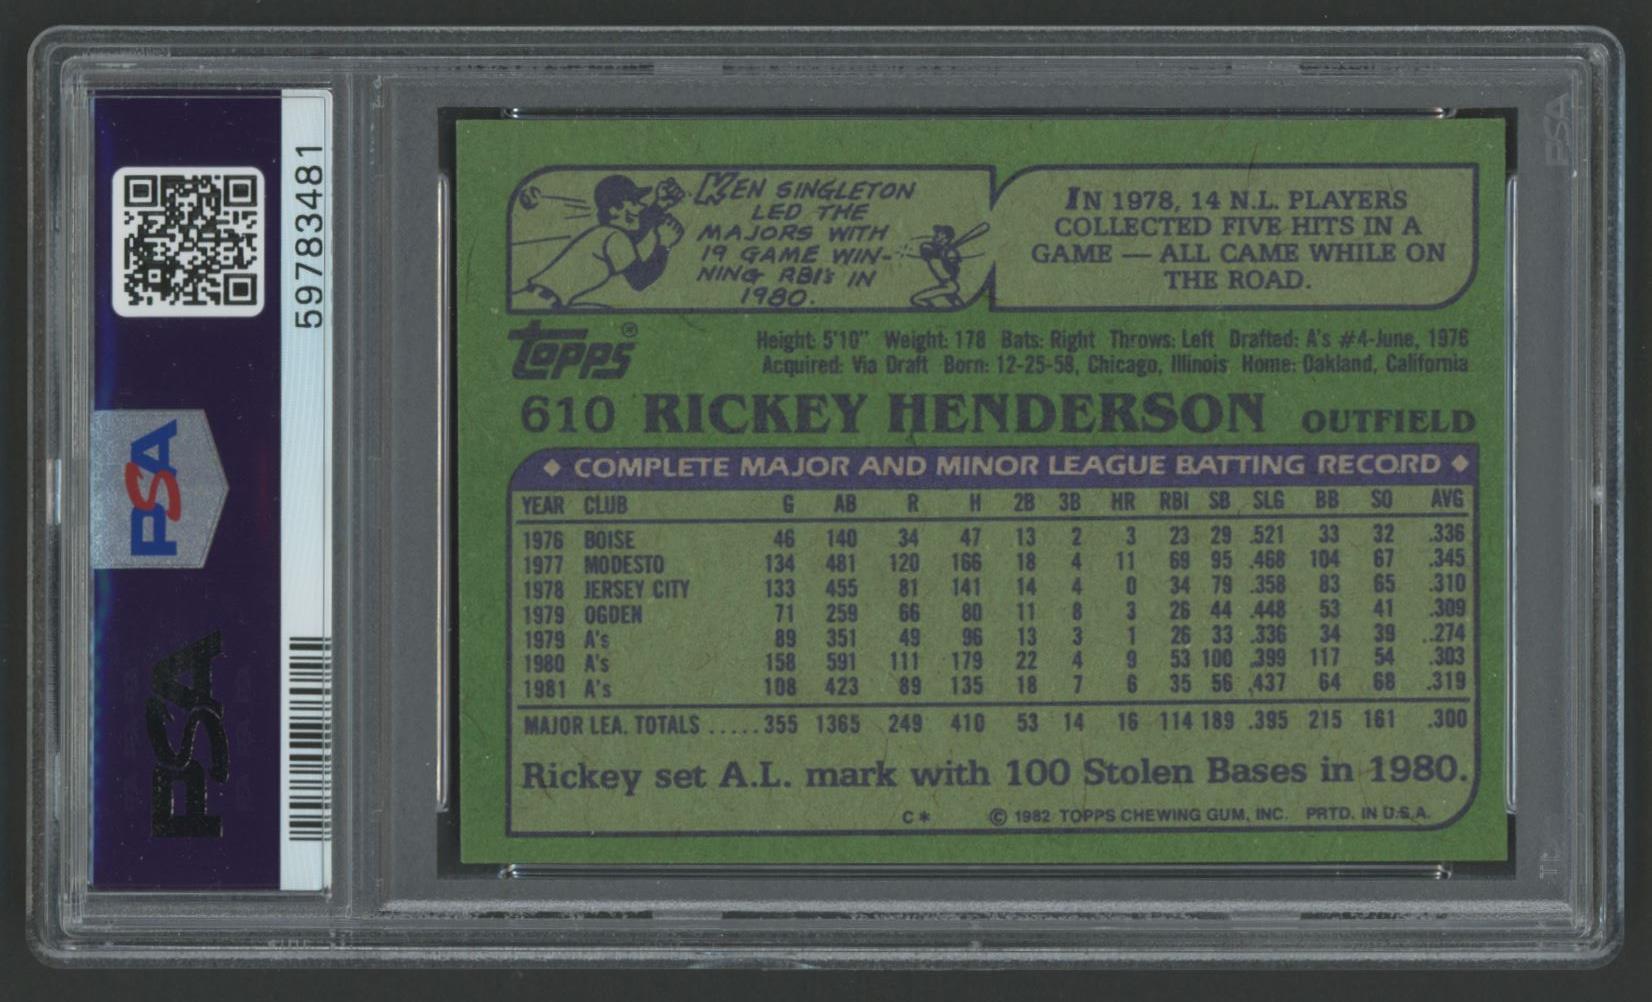 59783481
PSA
PSA
PSA
KEN SINGLETON
LED THE
MAJORS WITH
19 GAME WIN-
NING RBI's IN
1980.
IN 1978, 14 N.L. PLAYERS
COLLECTED FIVE HITS IN A
GAME — ALL CAME WHILE ON
THE ROAD.
Topps®
Height: 5'10" Weight: 178 Bats: Right Throws: Left Drafted: A's #4-June, 1976
Acquired: Via Draft Born: 12-25-58, Chicago, Illinois Home: Oakland, California
610 RICKEY HENDERSON OUTFIELD
◆ COMPLETE MAJOR AND MINOR LEAGUE BATTING RECORD ◆
YEAR CLUB G AB R H 2B 3B HR RBI SB SLG BB SO AVG
1976 BOISE 46 140 34 47 13 2 3 23 29 .521 33 32 .336
1977 MODESTO 134 481 120 166 18 4 11 69 95 .468 104 67 .345
1978 JERSEY CITY 133 455 81 141 14 4 0 34 79 .358 83 65 .310
1979 OGDEN 71 259 66 80 11 8 3 26 44 .448 53 41 .309
1979 A's 89 351 49 96 13 3 1 26 33 .336 34 39 .274
1980 A's 158 591 111 179 22 4 9 53 100 .399 117 54 .303
1981 A's 108 423 89 135 18 7 6 35 56 .437 64 68 .319
MAJOR LEA. TOTALS .....355 1365 249 410 53 14 16 114 189 .395 215 161 .300
Rickey set A.L. mark with 100 Stolen Bases in 1980.
C* © 1982 TOPPS CHEWING GUM, INC. PRTD. IN U.S.A.